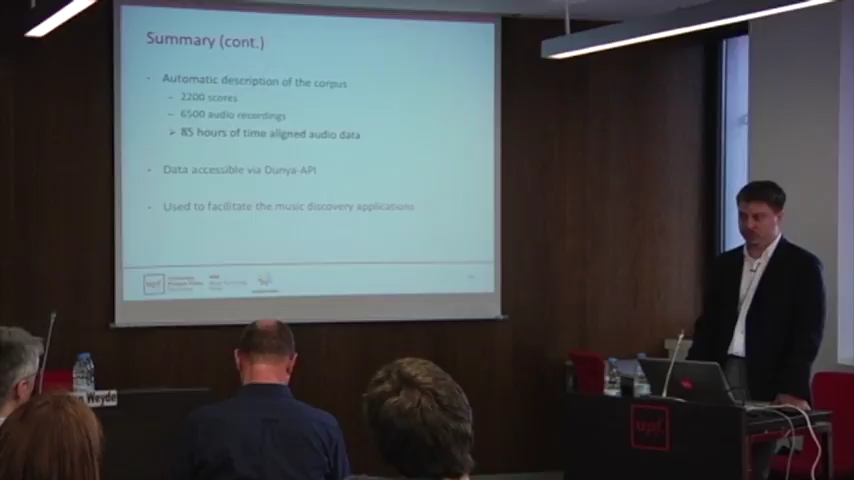 Summary (cont.)
- Automatic description of the corpus
– 2200 scores
– 6500 audio recordings
➢ 85 hours of time aligned audio data
- Data accessible via Dunya-API
- Used to facilitate the music discovery applications
upf.
Weyde
upf.